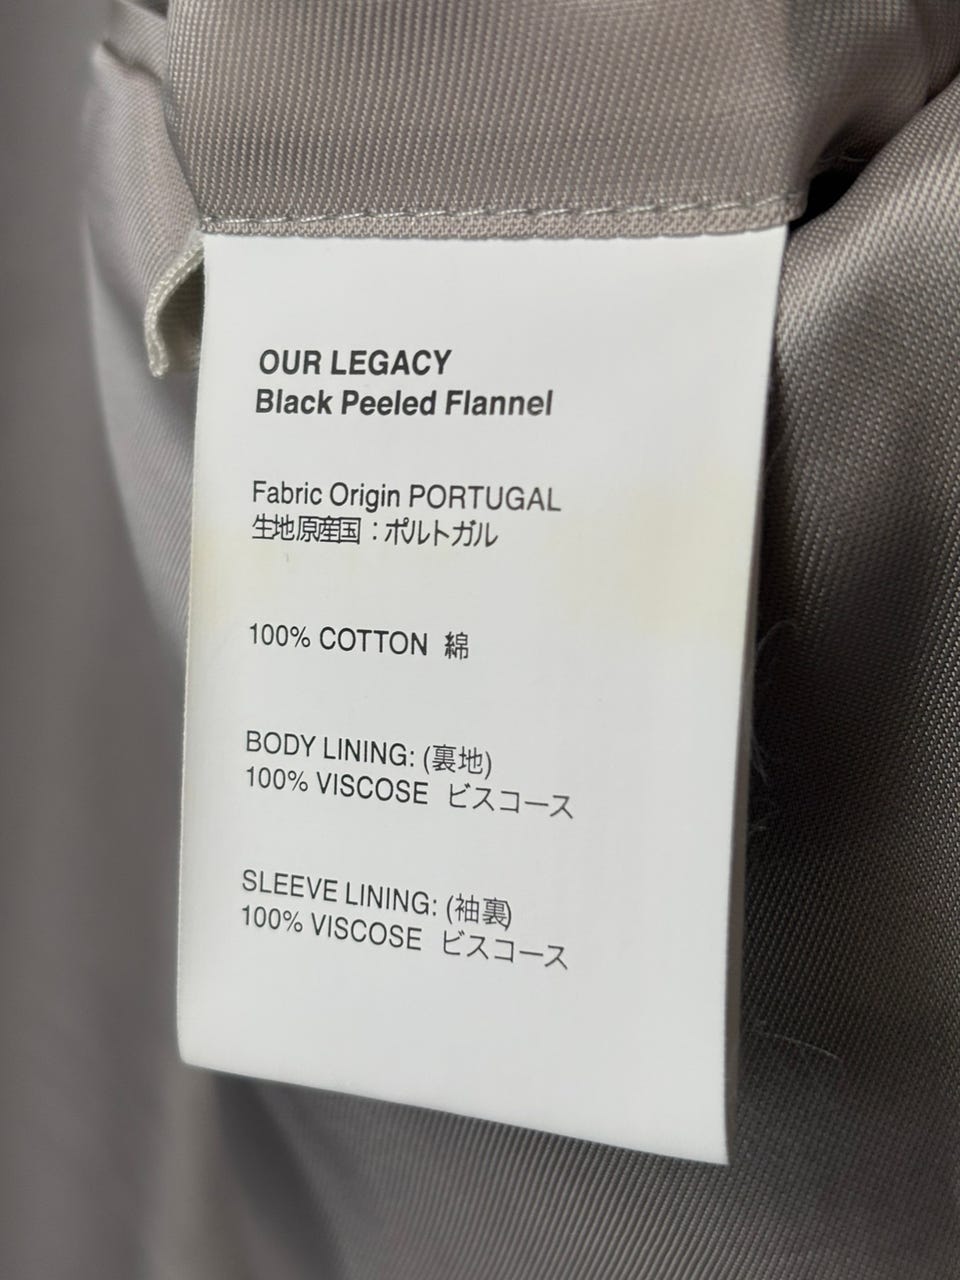 OUR LEGACY
Black Peeled Flannel
Fabric Origin PORTUGAL
生地原産国：ポルトガル
100% COTTON 綿
BODY LINING: (裏地)
100% VISCOSE ビスコース
SLEEVE LINING: (袖裏)
100% VISCOSE ビスコース